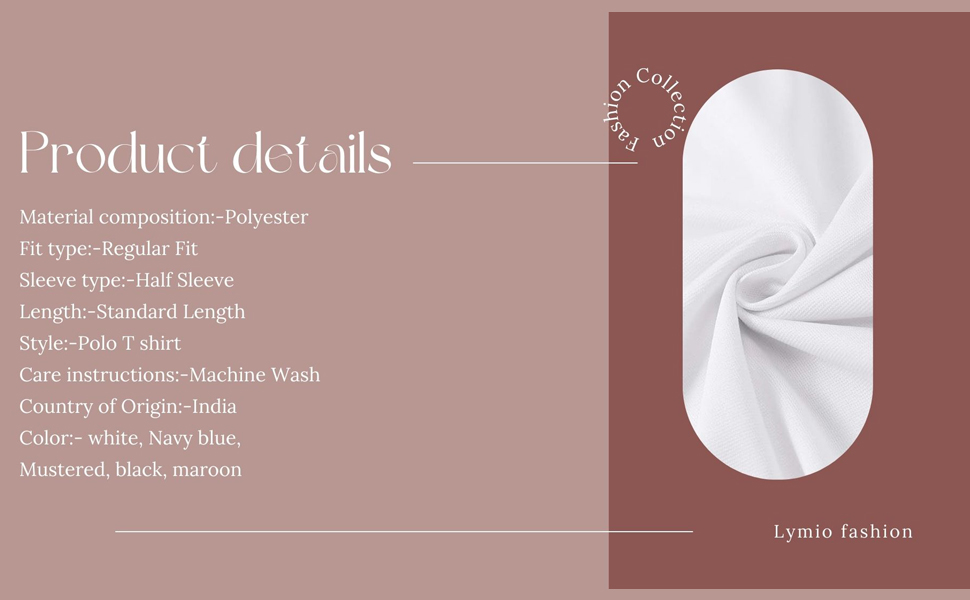 Fashion Collection
Product details
Material composition:-Polyester
Fit type:-Regular Fit
Sleeve type:-Half Sleeve
Length:-Standard Length
Style:-Polo T shirt
Care instructions:-Machine Wash
Country of Origin:-India
Color:- white, Navy blue,
Mustered, black, maroon
Lymio fashion